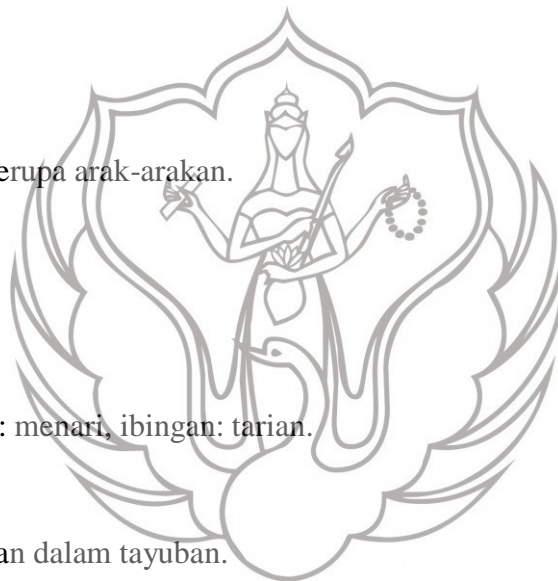 erupa arak-arakan.
: menari, ibingan: tarian.
an dalam tayuban.